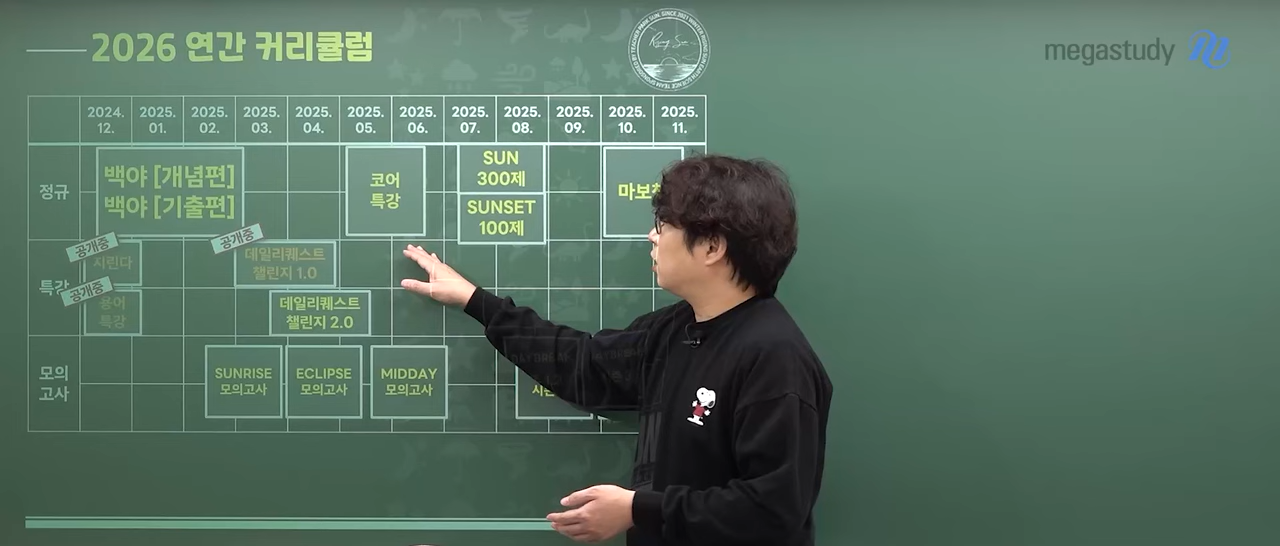 2026 연간 커리큘럼
megastudy
2024. 12.
2025. 01.
2025. 02.
2025. 03.
2025. 04.
2025. 05.
2025. 06.
2025. 07.
2025. 08.
2025. 09.
2025. 10.
2025. 11.
정규
백야 [개념편]
백야 [기출편]
코어
특강
SUN
300제
SUNSET
100제
특강
공개중
시린다
공개중
용어
특강
공개중
데일리퀘스트
챌린지 1.0
데일리퀘스트
챌린지 2.0
모의
고사
SUNRISE
모의고사
ECLIPSE
모의고사
MIDDAY
모의고사